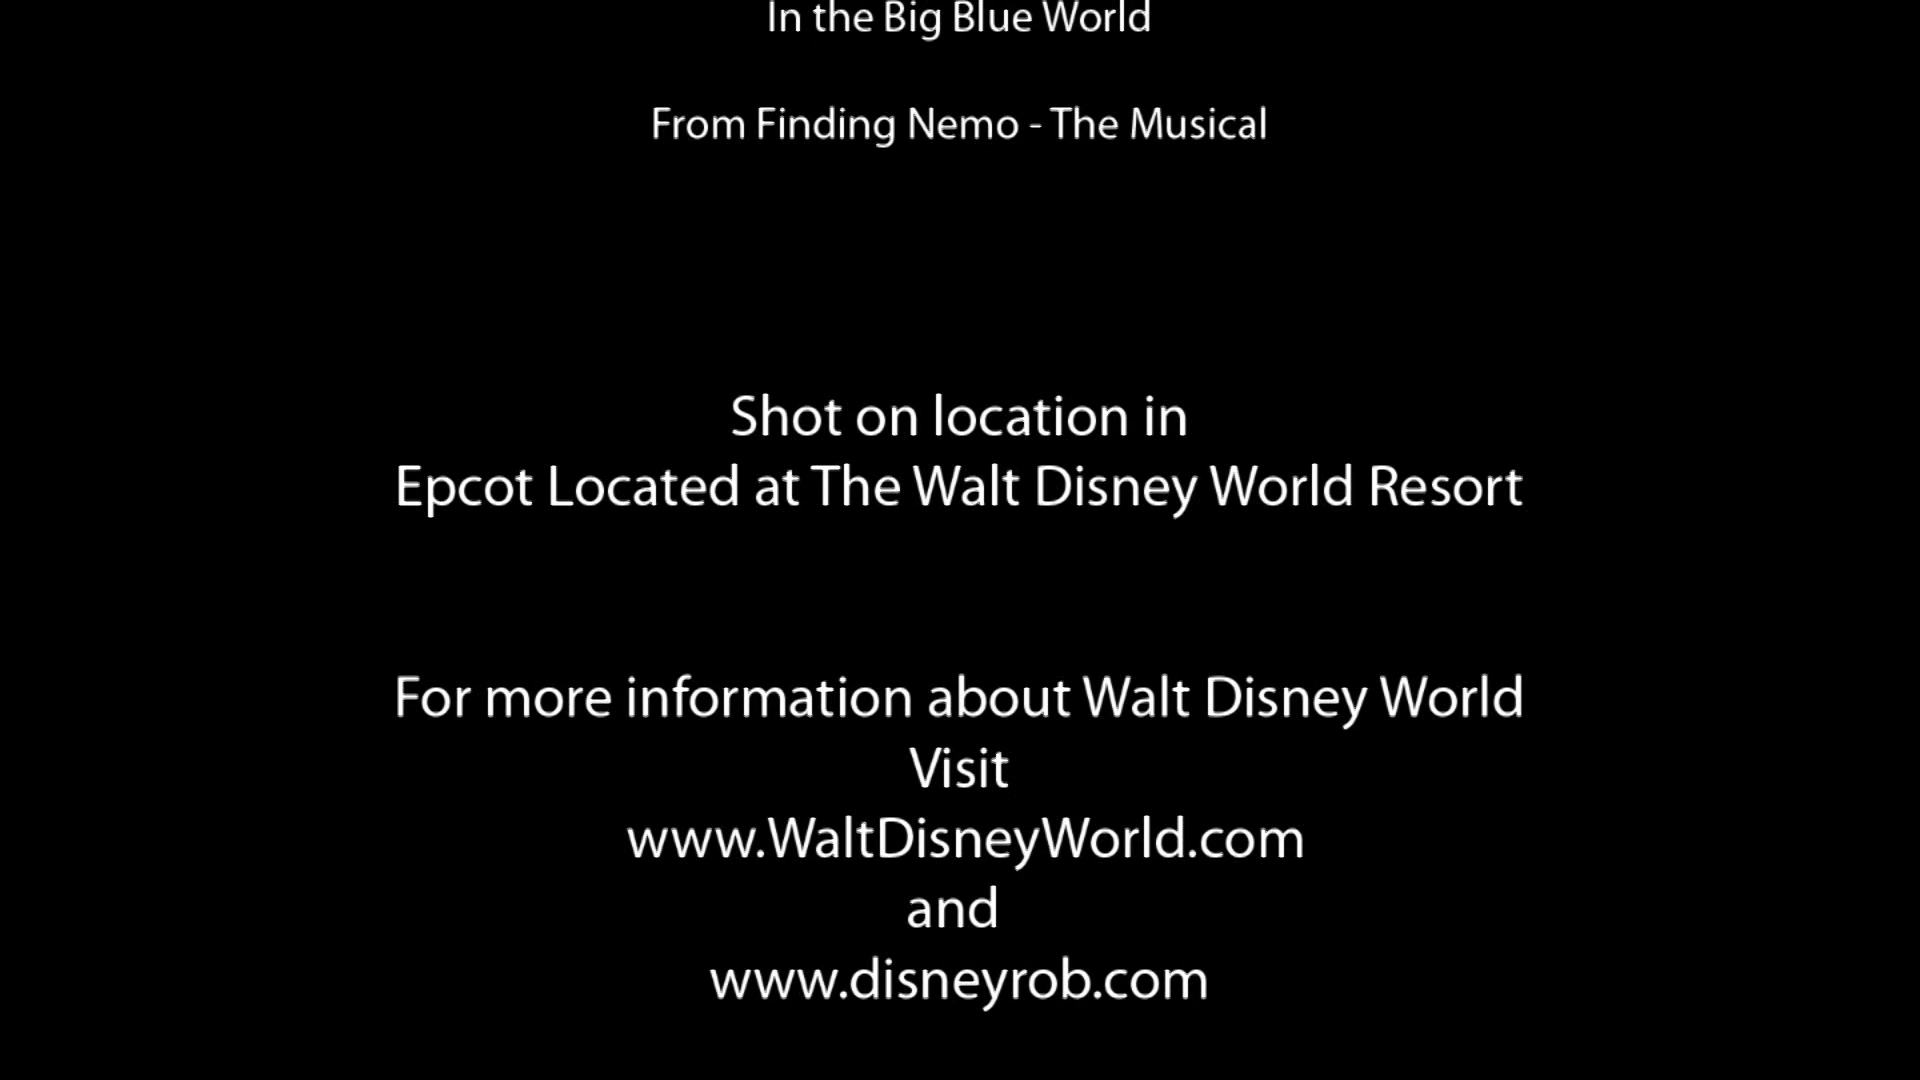 In the Big Blue World
From Finding Nemo - The Musical
Shot on location in
Epcot Located at The Walt Disney World Resort
For more information about Walt Disney World
Visit
www.WaltDisneyWorld.com
and
www.disneyrob.com